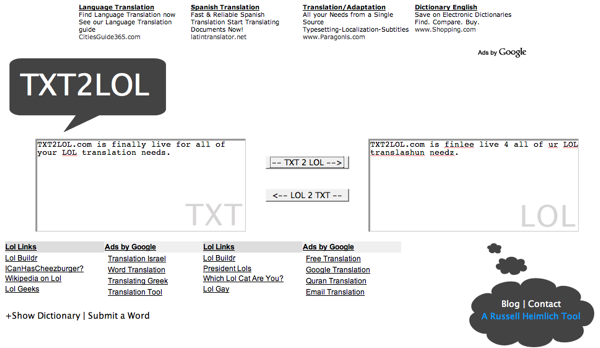 Language Translation
Find Language Translation now
See our Language Translation
guide
CitiesGuide365.com
Spanish Translation
Fast & Reliable Spanish
Translation Start Translating
Documents Now!
latintranslator.net
Translation/Adaptation
All your Needs from a Single
Source
Typesetting-Localization-Subtitles
www.Paragonls.com
Dictionary English
Save on Electronic Dictionaries
Find. Compare. Buy.
www.Shopping.com
Ads by Google
TXT2LOL
TXT2LOL.com is finally live for all of
your LOL translation needs.
TXT
-- TXT 2 LOL -->
<-- LOL 2 TXT --
TXT2LOL.com is finlee live 4 all of ur LOL
translashun needz.
LOL
Lol Links
Lol Buildr
ICanHasCheezburger?
Wikipedia on Lol
Lol Geeks
Ads by Google
Translation Israel
Word Translation
Translating Greek
Translation Tool
Lol Links
Lol Buildr
President Lols
Which Lol Cat Are You?
Lol Gay
Ads by Google
Free Translation
Google Translation
Quran Translation
Email Translation
+Show Dictionary | Submit a Word
Blog | Contact
A Russell Heimlich Tool